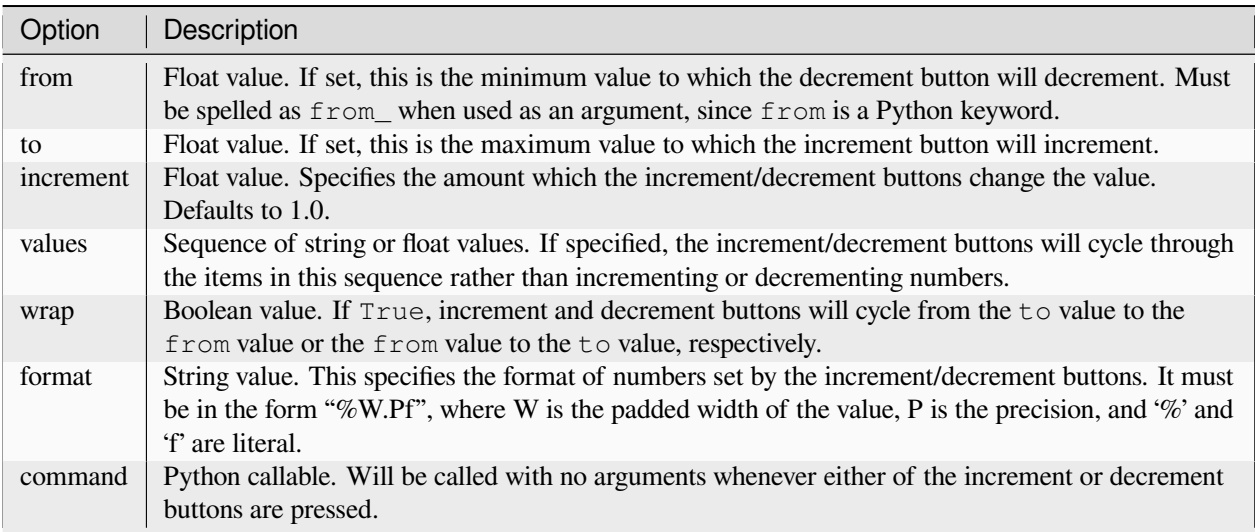 Option Description
from Float value. If set, this is the minimum value to which the decrement button will decrement. Must
be spelled as from_ when used as an argument, since from is a Python keyword.
to Float value. If set, this is the maximum value to which the increment button will increment.
increment Float value. Specifies the amount which the increment/decrement buttons change the value.
Defaults to 1.0.
values Sequence of string or float values. If specified, the increment/decrement buttons will cycle through
the items in this sequence rather than incrementing or decrementing numbers.
wrap Boolean value. If True, increment and decrement buttons will cycle from the to value to the
from value or the from value to the to value, respectively.
format String value. This specifies the format of numbers set by the increment/decrement buttons. It must
be in the form “%W.Pf”, where W is the padded width of the value, P is the precision, and ‘%’ and
‘f’ are literal.
command Python callable. Will be called with no arguments whenever either of the increment or decrement
buttons are pressed.